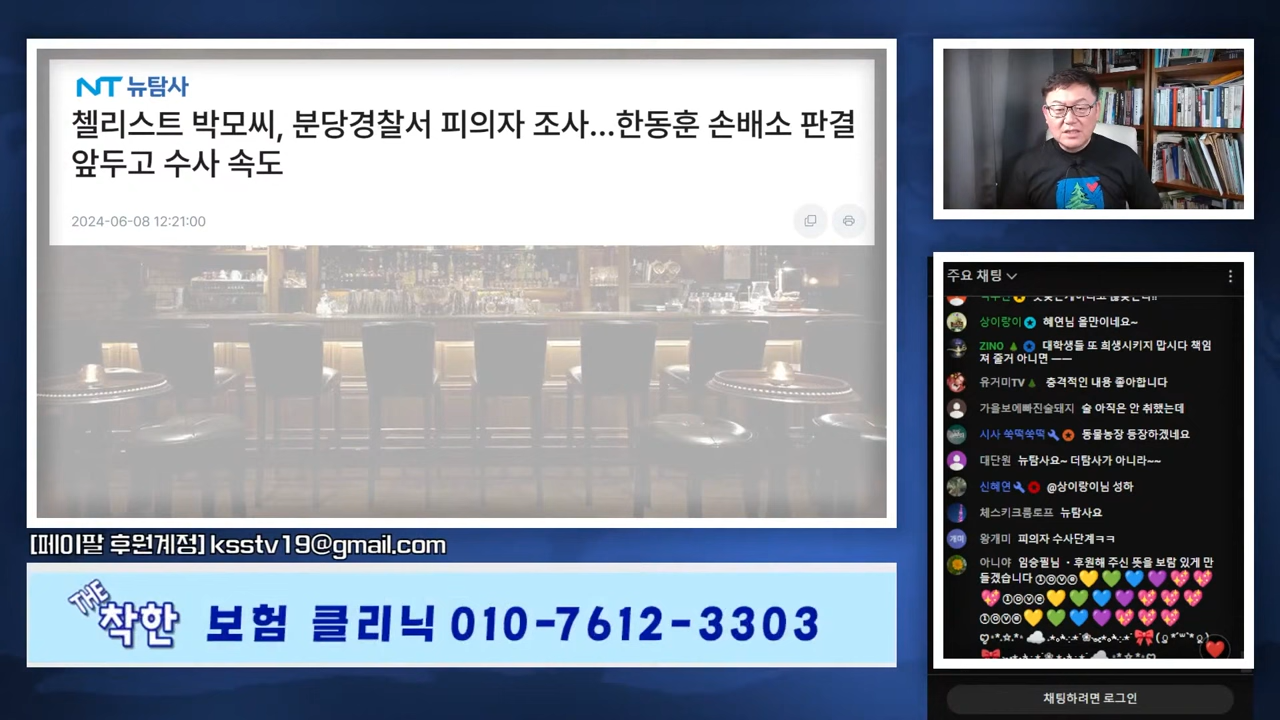 NT 뉴탐사
첼리스트 박모씨, 분당경찰서 피의자 조사...한동훈 손배소 판결
앞두고 수사 속도
2024-06-08 12:21:00
[페이팔 후원계정] ksstv19@gmail.com
THE 착한 보험 클리닉 010-7612-3303
주요 채팅
상이랑이 혜연님 올만이네요~
ZINO 대학생들 또 희생시키지 맙시다 책임
져 줄거 아니면 ㅡㅡ
유거미TV 충격적인 내용 좋아합니다
가을보에빠진술돼지 술 아직은 안 취했는데
시사 쑥떡쑥떡 동물농장 등장하겠네요
대단원 뉴탐사요~ 더탐사가 아니라~~
신혜연 @상이랑이님 성하
체스키크룸로프 뉴탐사요
개미 왕개미 피의자 수사단계ㅋㅋ
아니야 임승필님 · 후원해 주신 뜻을 보람 있게 만
들겠습니다 ⓛⓞⓥⓔ💛💚💙💜💖💖
💖ⓛⓞⓥⓔ💛💚💙💜💖💖💖
ⓛⓞⓥⓔ💛💚💙💜💖💖💖
채팅하려면 로그인